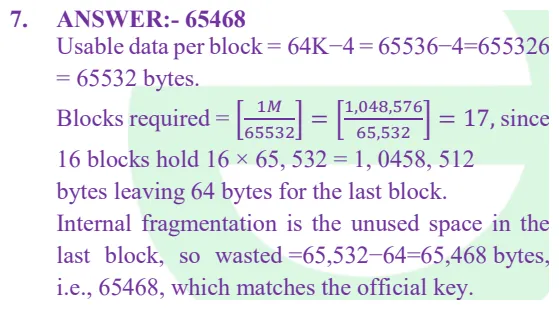 7. ANSWER:- 65468
Usable data per block = 64K−4 = 65536−4=655326
= 65532 bytes.
Blocks required = [1M/65532] = [1,048,576/65,532] = 17, since
16 blocks hold 16 × 65, 532 = 1, 0458, 512
bytes leaving 64 bytes for the last block.
Internal fragmentation is the unused space in the
last block, so wasted =65,532−64=65,468 bytes,
i.e., 65468, which matches the official key.